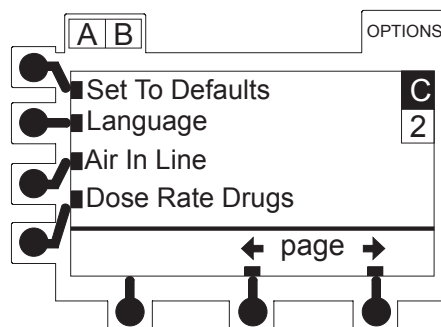 A B
OPTIONS
Set To Defaults
C
Language
2
Air In Line
Dose Rate Drugs
page